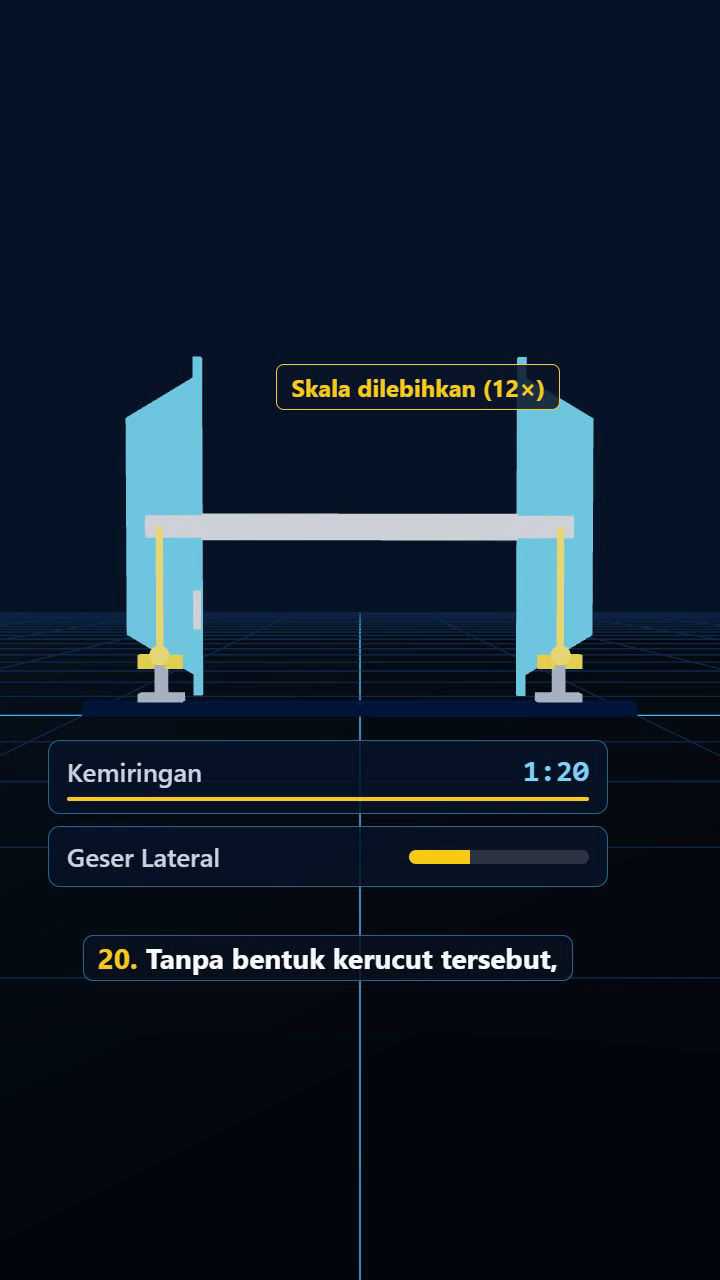 Skala dilebihkan (12×)
Kemiringan 1:20
Geser Lateral
20. Tanpa bentuk kerucut tersebut,